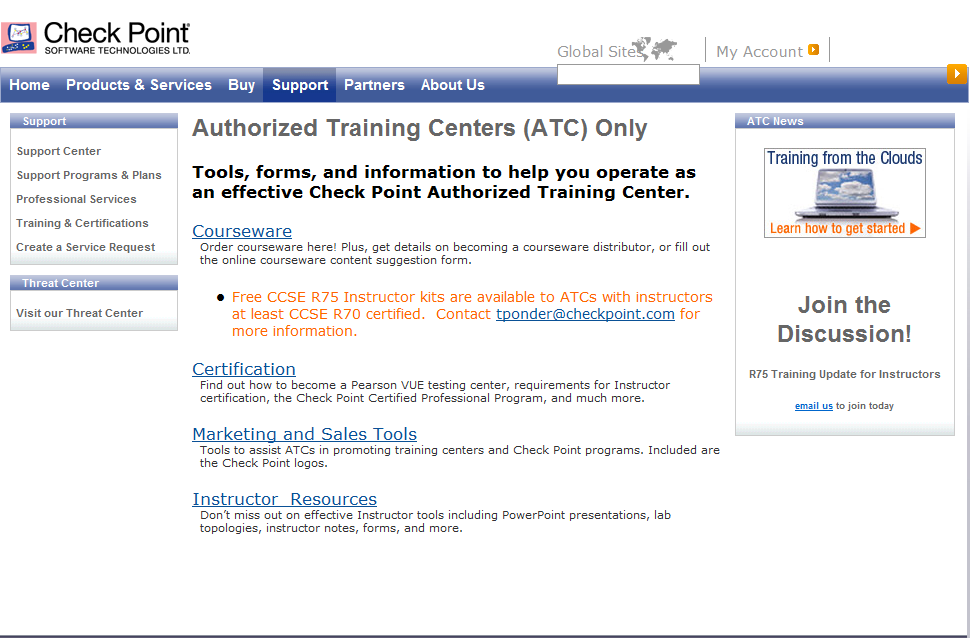 Check Point
SOFTWARE TECHNOLOGIES LTD.
Global Sites
My Account
Home Products & Services Buy Support Partners About Us
Support
Support Center
Support Programs & Plans
Professional Services
Training & Certifications
Create a Service Request
Threat Center
Visit our Threat Center
Authorized Training Centers (ATC) Only
Tools, forms, and information to help you operate as
an effective Check Point Authorized Training Center.
Courseware
Order courseware here! Plus, get details on becoming a courseware distributor, or fill out
the online courseware content suggestion form.
● Free CCSE R75 Instructor kits are available to ATCs with instructors
at least CCSE R70 certified. Contact tponder@checkpoint.com for
more information.
Certification
Find out how to become a Pearson VUE testing center, requirements for Instructor
certification, the Check Point Certified Professional Program, and much more.
Marketing and Sales Tools
Tools to assist ATCs in promoting training centers and Check Point programs. Included are
the Check Point logos.
Instructor Resources
Don't miss out on effective Instructor tools including PowerPoint presentations, lab
topologies, instructor notes, forms, and more.
ATC News
Training from the Clouds
Learn how to get started ▶
Join the
Discussion!
R75 Training Update for Instructors
email us to join today